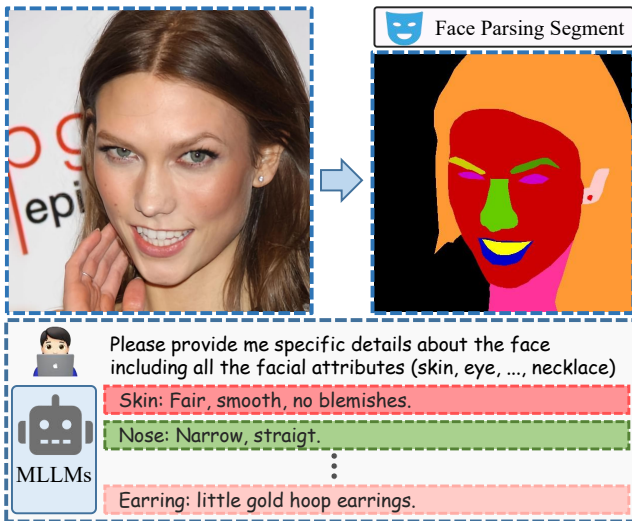 Face Parsing Segment
og
epi
Please provide me specific details about the face
including all the facial attributes (skin, eye, ..., necklace)
MLLMs
Skin: Fair, smooth, no blemishes.
Nose: Narrow, straigt.
Earring: little gold hoop earrings.